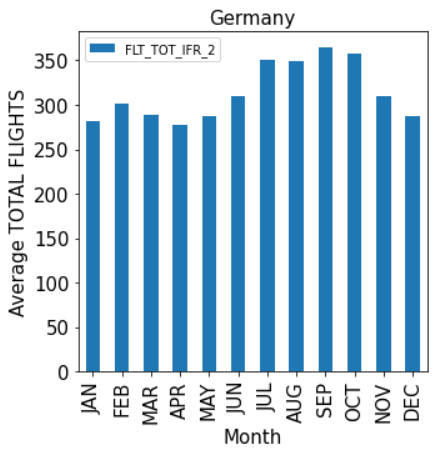 Germany
FLT_TOT_IFR_2
Average TOTAL FLIGHTS
350
300
250
200
150
100
50
0
JAN
FEB
MAR
APR
MAY
JUN
JUL
AUG
SEP
OCT
NOV
DEC
Month